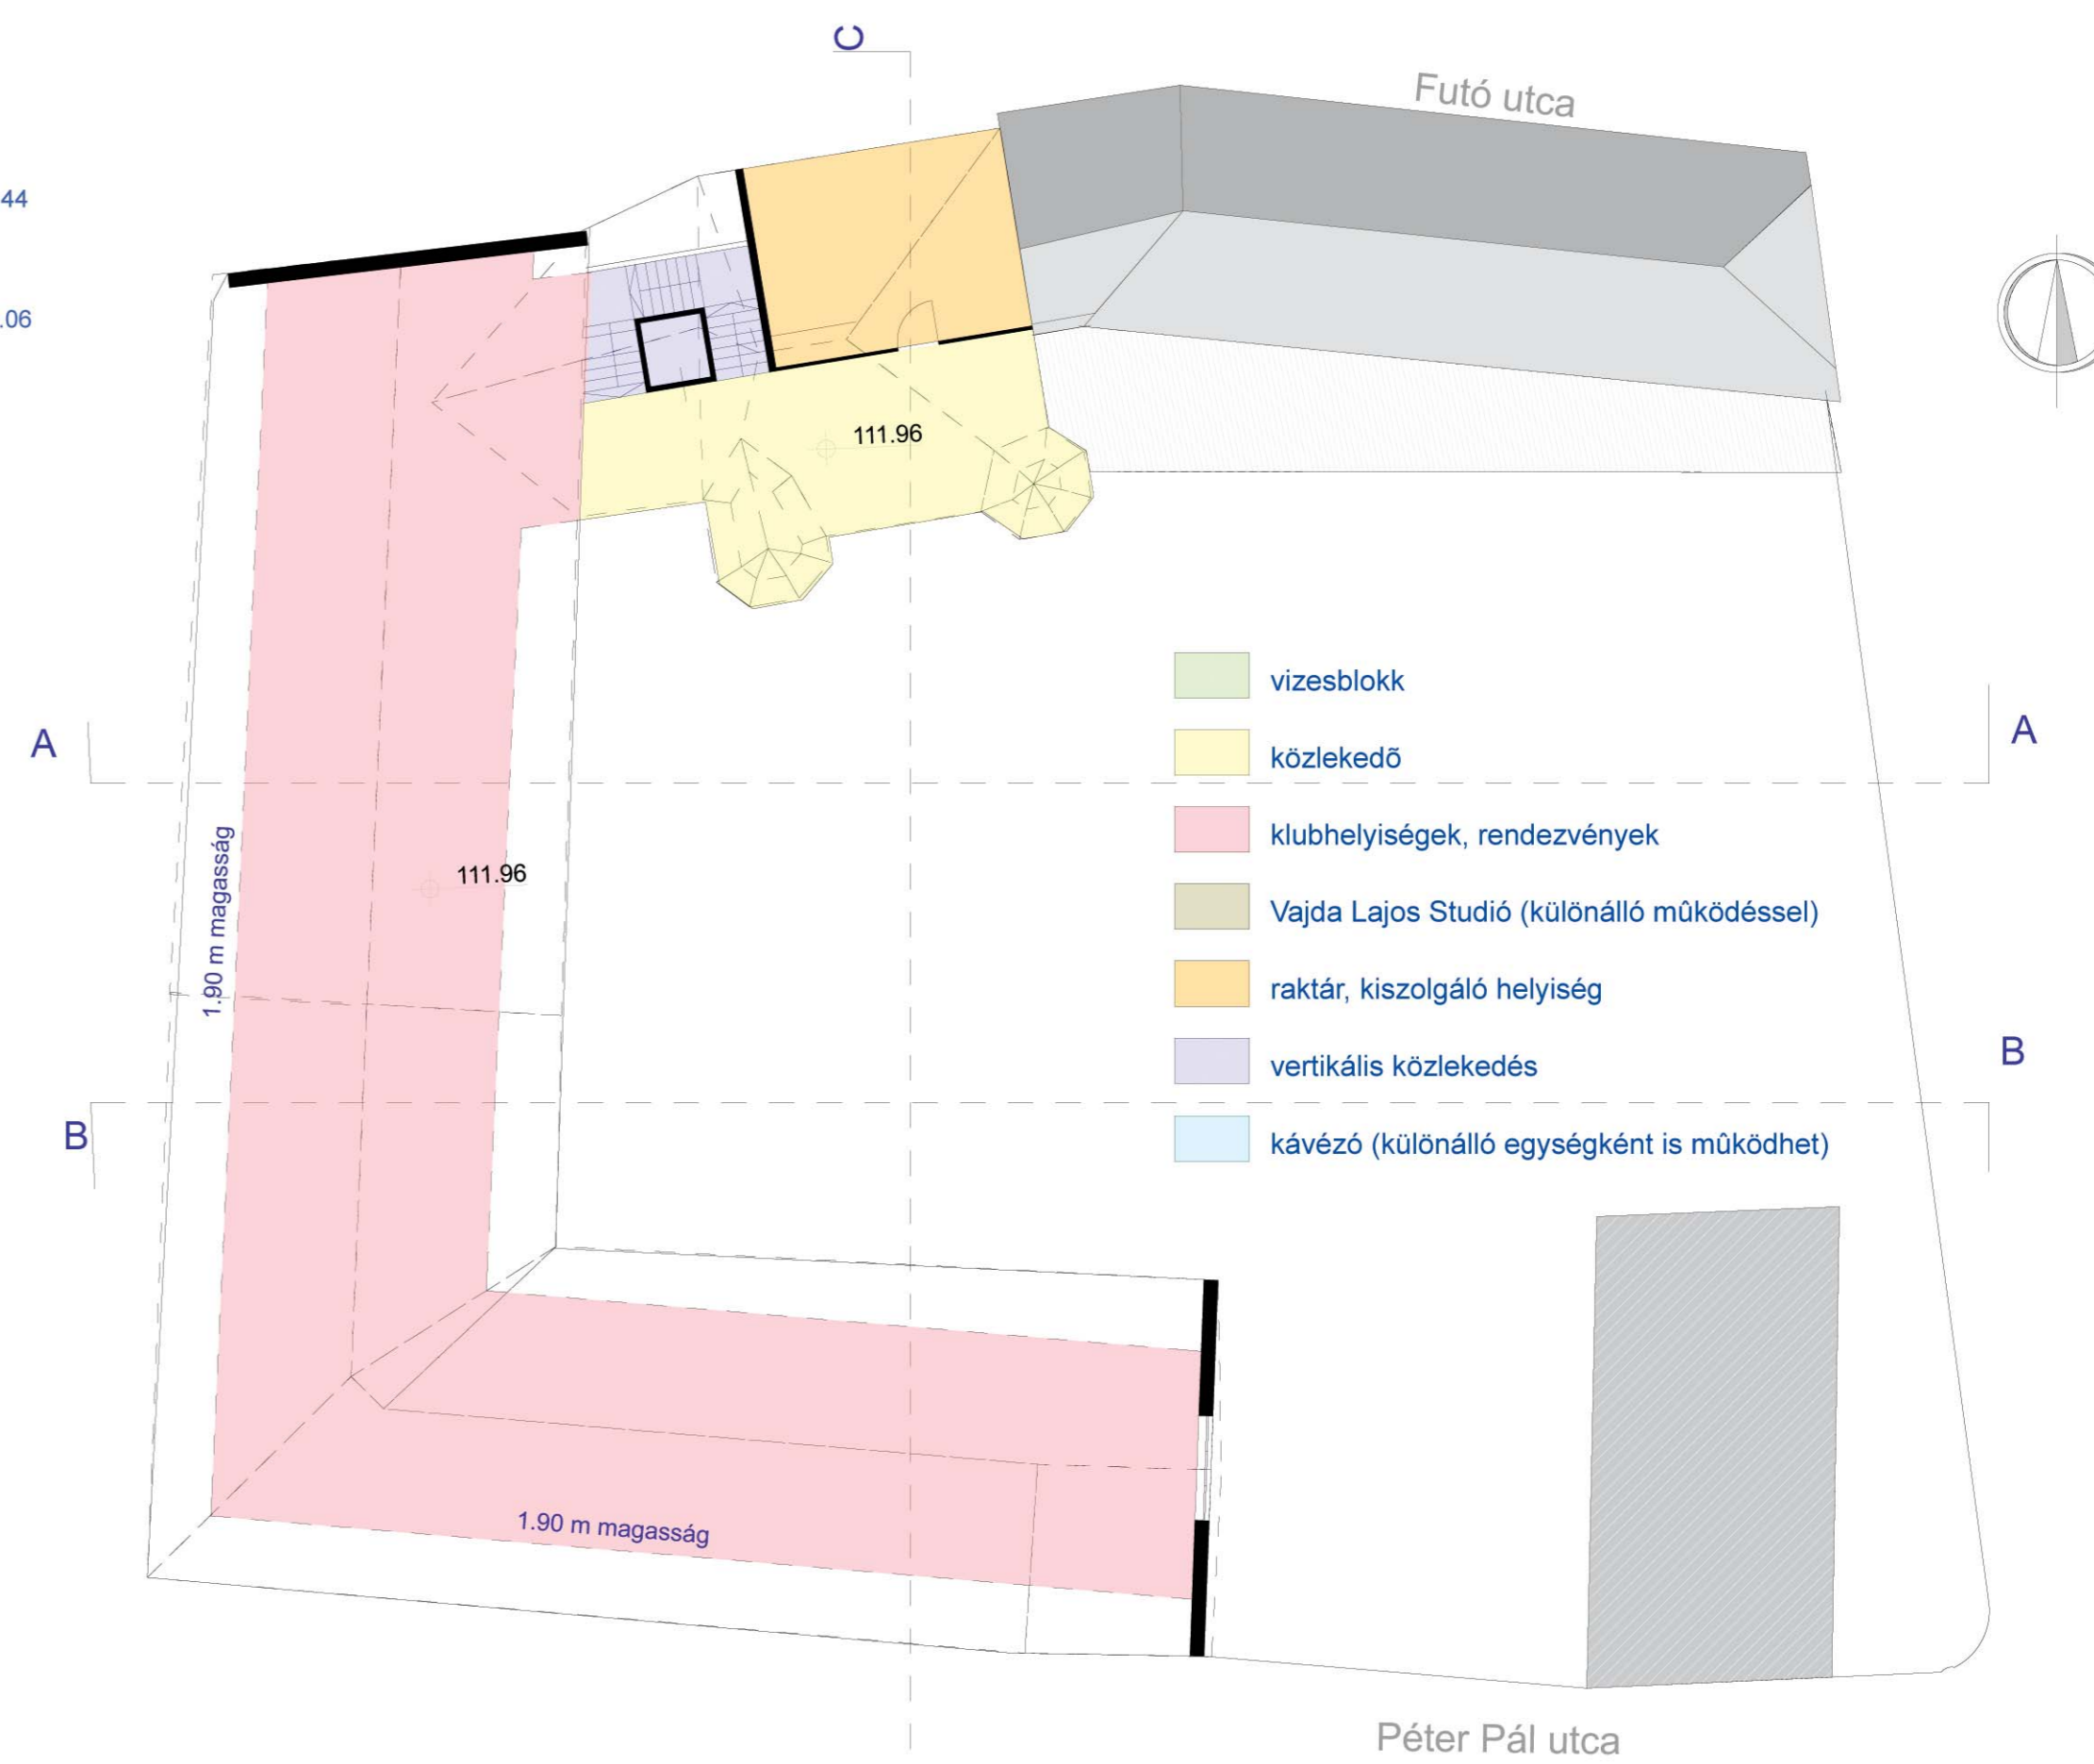 C
Futó utca
44
.06
111.96
vizesblokk
A
A
közlekedõ
klubhelyiségek, rendezvények
1.90 m magasság
111.96
Vajda Lajos Studió (különálló mûködéssel)
raktár, kiszolgáló helyiség
vertikális közlekedés
B
B
kávézó (különálló egységként is mûködhet)
1.90 m magasság
Péter Pál utca